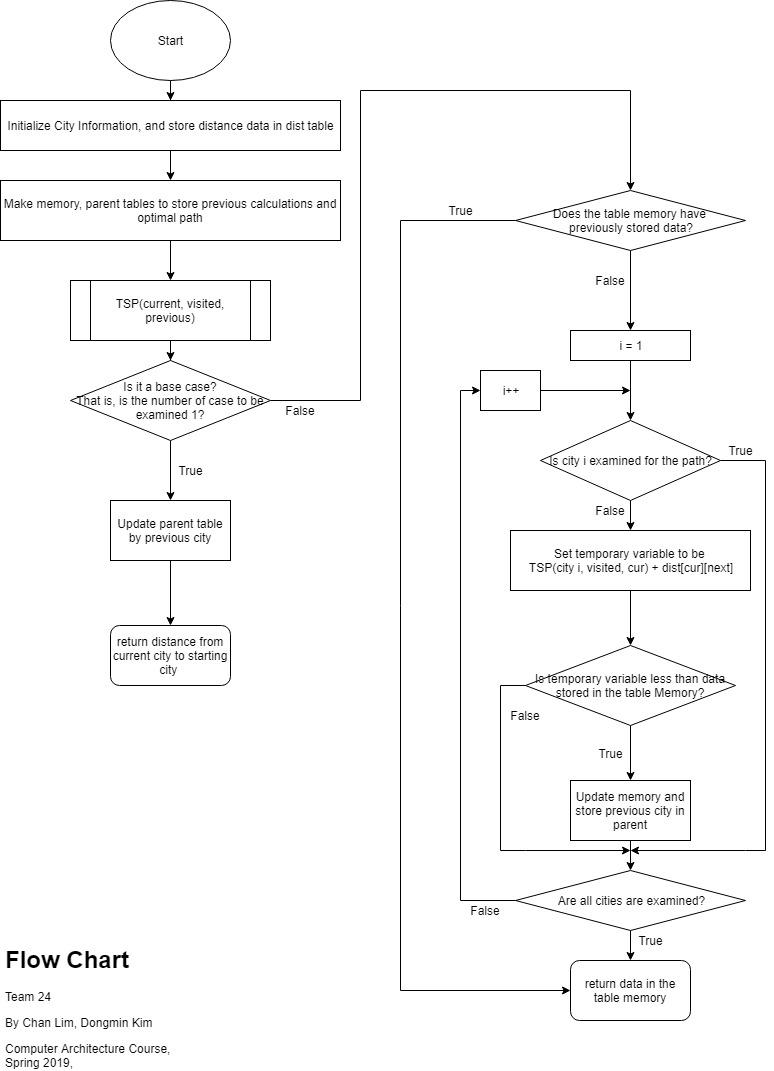 Start
Initialize City Information, and store distance data in dist table
Make memory, parent tables to store previous calculations and
optimal path
TSP(current, visited,
previous)
Is it a base case?
That is, is the number of case to be
examined 1?
False
True
Update parent table
by previous city
return distance from
current city to starting
city
Does the table memory have
previously stored data?
True
False
i = 1
i++
Is city i examined for the path?
True
False
Set temporary variable to be
TSP(city i, visited, cur) + dist[cur][next]
Is temporary variable less than data
stored in the table Memory?
False
True
Update memory and
store previous city in
parent
Are all cities are examined?
False
True
return data in the
table memory
Flow Chart
Team 24
By Chan Lim, Dongmin Kim
Computer Architecture Course,
Spring 2019,